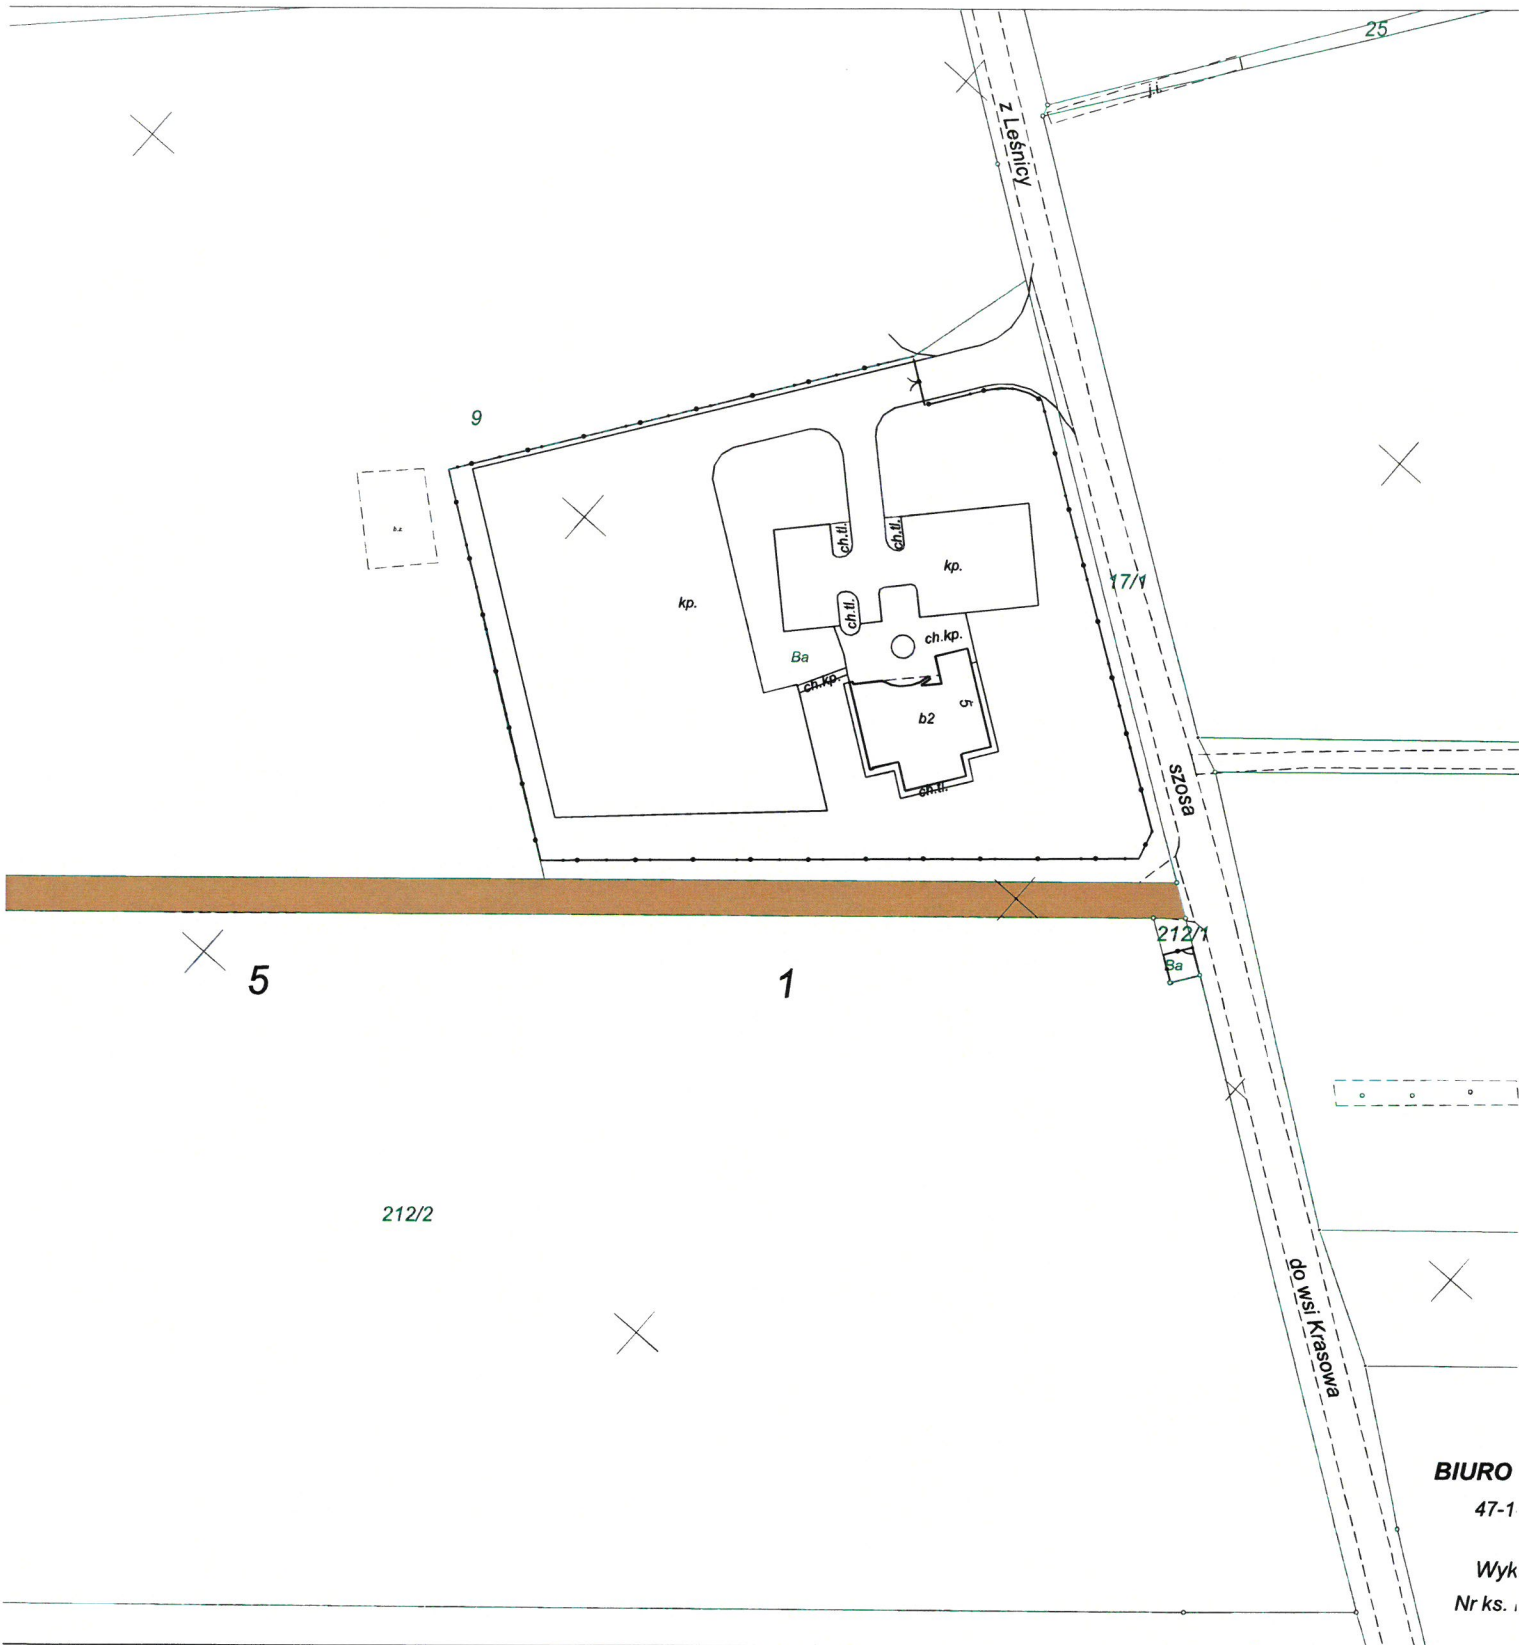 25
j.i.
z Leśnicy
9
b.z.
ch.tl.
ch.tl.
kp.
17/1
kp.
ch.tl.
ch.kp.
Ba
ch.kp.
5
b2
szosa
ch.tl.
212/1
Ba
5
1
212/2
do wsi Krasowa
BIURO
47-1
Wyk
Nr ks.